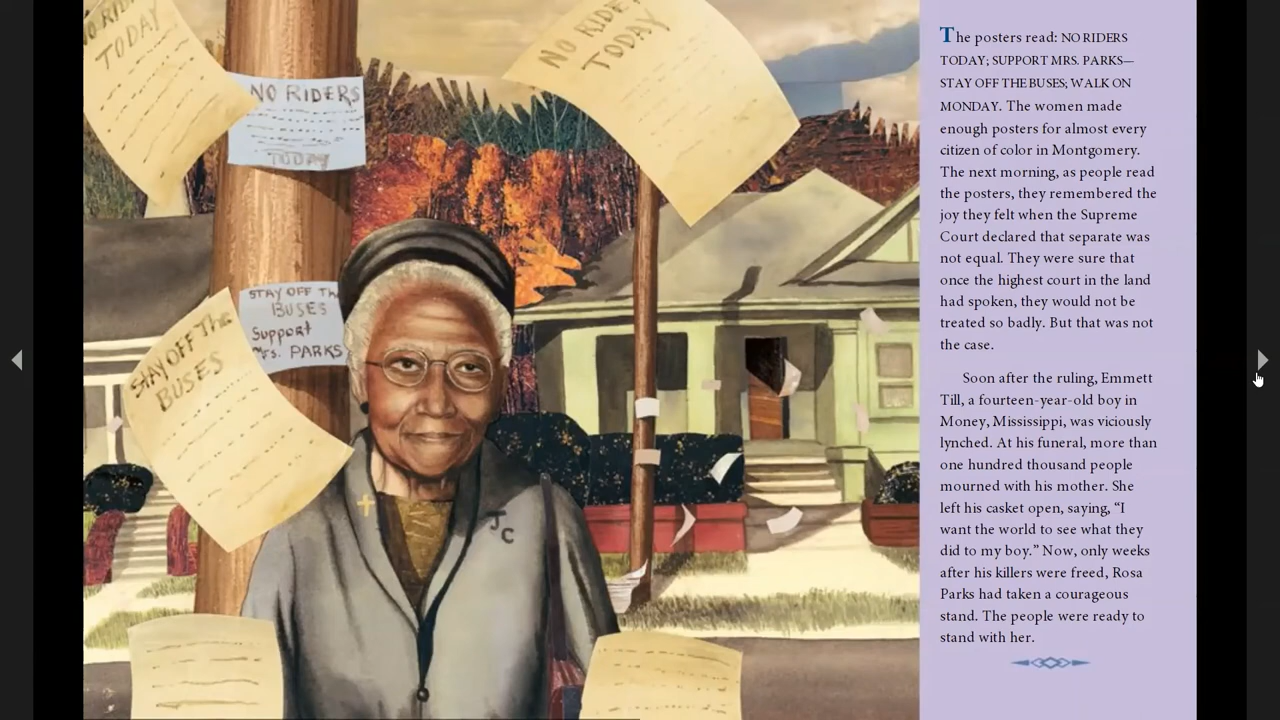 NO RIDERS
TODAY
NO RIDERS
TODAY
NO RIDE
TODAY
STAY OFF The
BUSES
Support
Mrs. PARKS
STAY OFF The
BUSES
JC
The posters read: NO RIDERS
TODAY; SUPPORT MRS. PARKS—
STAY OFF THE BUSES; WALK ON
MONDAY. The women made
enough posters for almost every
citizen of color in Montgomery.
The next morning, as people read
the posters, they remembered the
joy they felt when the Supreme
Court declared that separate was
not equal. They were sure that
once the highest court in the land
had spoken, they would not be
treated so badly. But that was not
the case.
Soon after the ruling, Emmett
Till, a fourteen-year-old boy in
Money, Mississippi, was viciously
lynched. At his funeral, more than
one hundred thousand people
mourned with his mother. She
left his casket open, saying, “I
want the world to see what they
did to my boy.” Now, only weeks
after his killers were freed, Rosa
Parks had taken a courageous
stand. The people were ready to
stand with her.